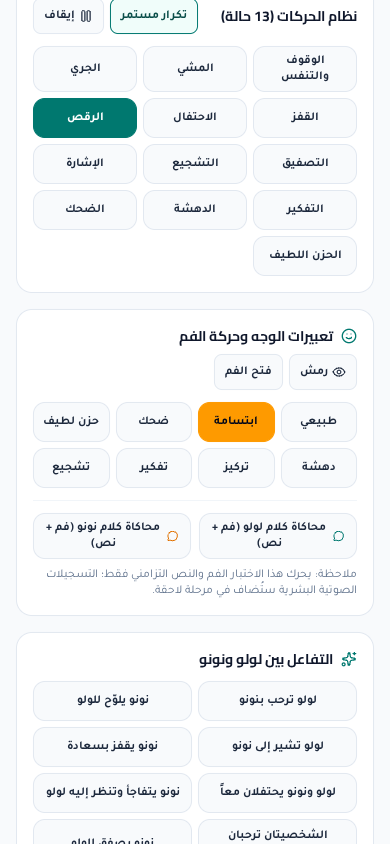 نظام الحركات (13 حالة)
تكرار مستمر
إيقاف
الوقوف
والتنفس
المشي
الجري
القفز
الاحتفال
الرقص
التصفيق
التشجيع
الإشارة
التفكير
الدهشة
الضحك
الحزن اللطيف
تعبيرات الوجه وحركة الفم
رمش
فتح الفم
طبيعي
ابتسامة
ضحك
حزن لطيف
دهشة
تركيز
تفكير
تشجيع
محاكاة كلام لولو (فم +
نص)
محاكاة كلام نونو (فم +
نص)
ملاحظة: يحرك هذا الاختبار الفم والنص التزامني فقط؛ التسجيلات
الصوتية البشرية ستُضاف في مرحلة لاحقة.
التفاعل بين لولو ونونو
لولو ترحب بنونو
نونو يلوّح للولو
لولو تشير إلى نونو
نونو يقفز بسعادة
لولو ونونو يحتفلان معاً
نونو يتفاجأ وتنظر إليه لولو
الشخصيتان ترحبان
نونو يصفق للولو